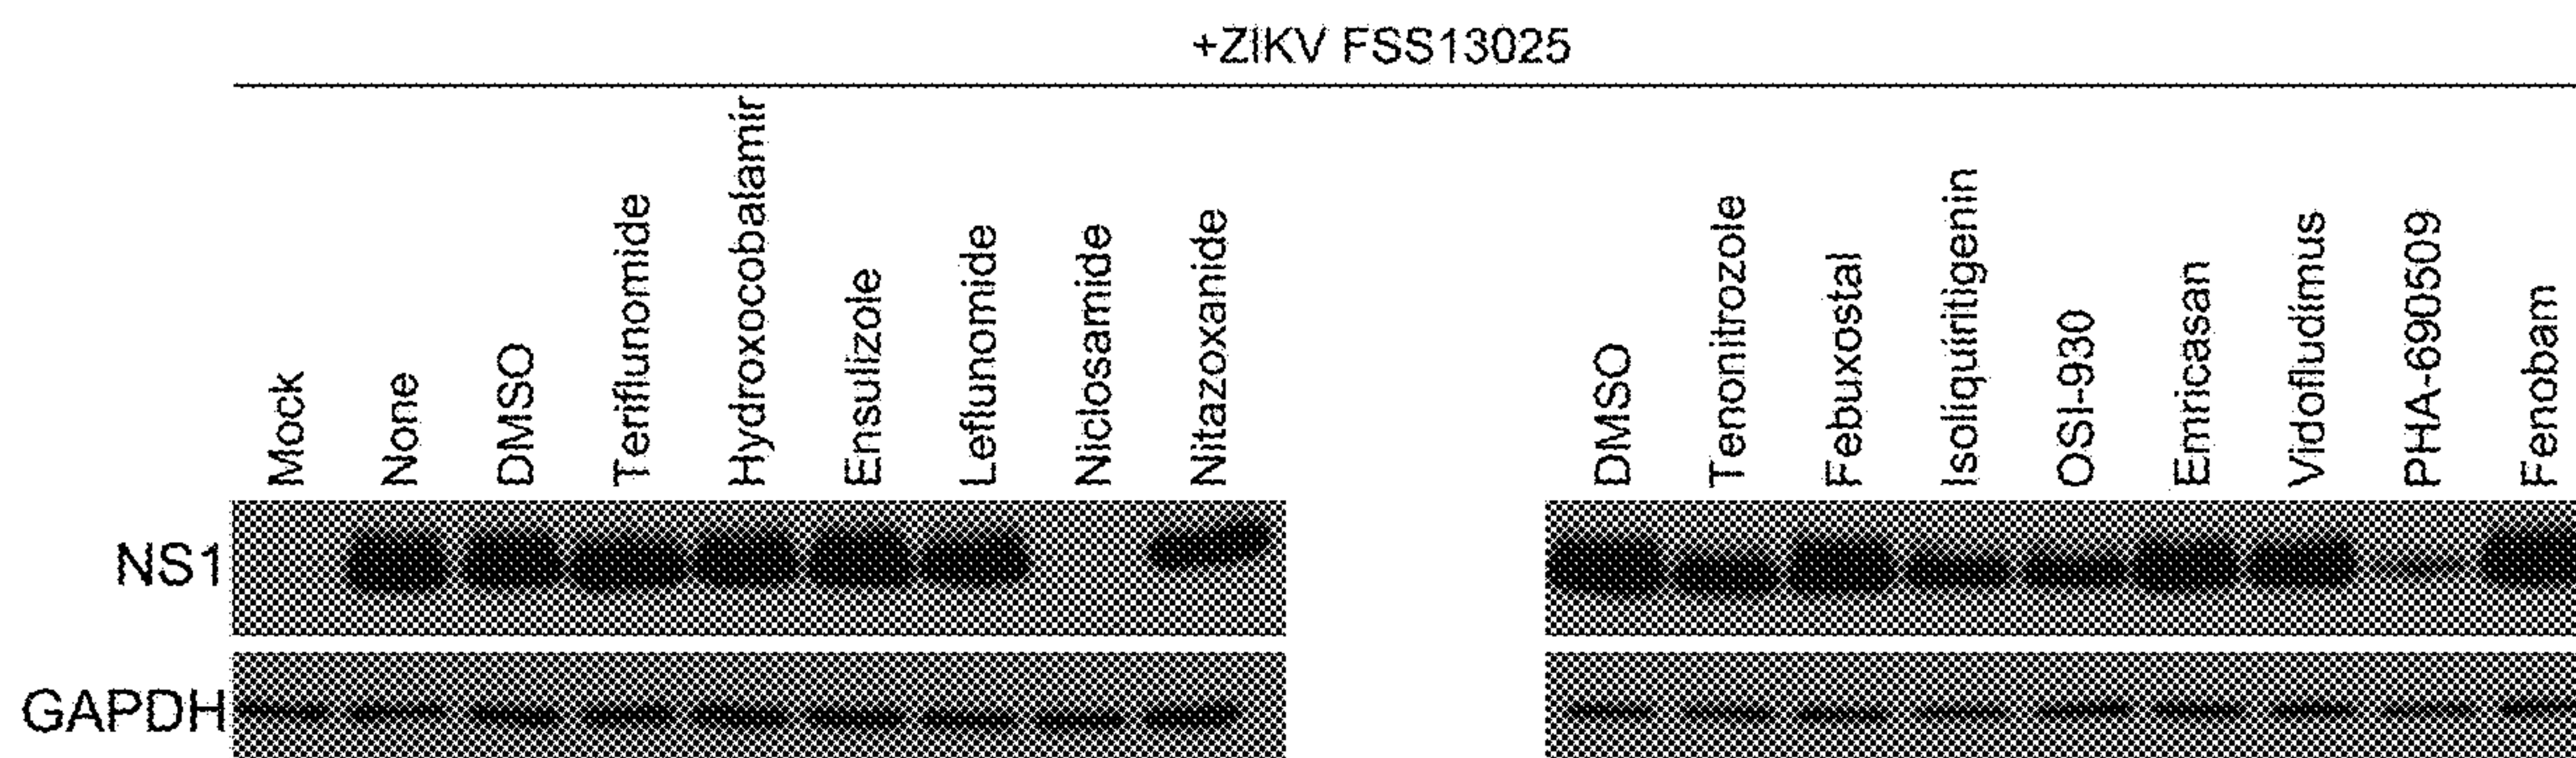 +ZIKV FSS13025
Mock
None
DMSO
Teriflunomide
Hydroxocobalamir
Ensulizole
Leflunomide
Niclosamide
Nitazoxanide
DMSO
Tenonitrozole
Febuxostal
Isoliquiritigenin
OSI-930
Emricasan
Vidofludimus
PHA-690509
Fenobam
NS1
GAPDH